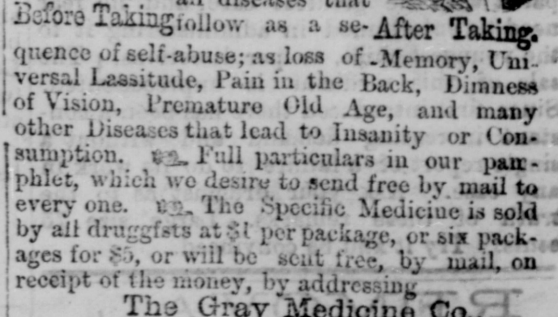 all diseases that
Before Taking follow as a se- After Taking.
quence of self-abuse; as loss of Memory, Uni-
versal Lassitude, Pain in the Back, Dimness
of Vision, Premature Old Age, and many
other Diseases that lead to Insanity or Con-
sumption. Full particulars in our pam-
phlet, which we desire to send free by mail to
every one. The Specific Medicine is sold
by all druggists at $1 per package, or six pack-
ages for $5, or will be sent free, by mail, on
receipt of the money, by addressing
The Gray Medicine Co.,